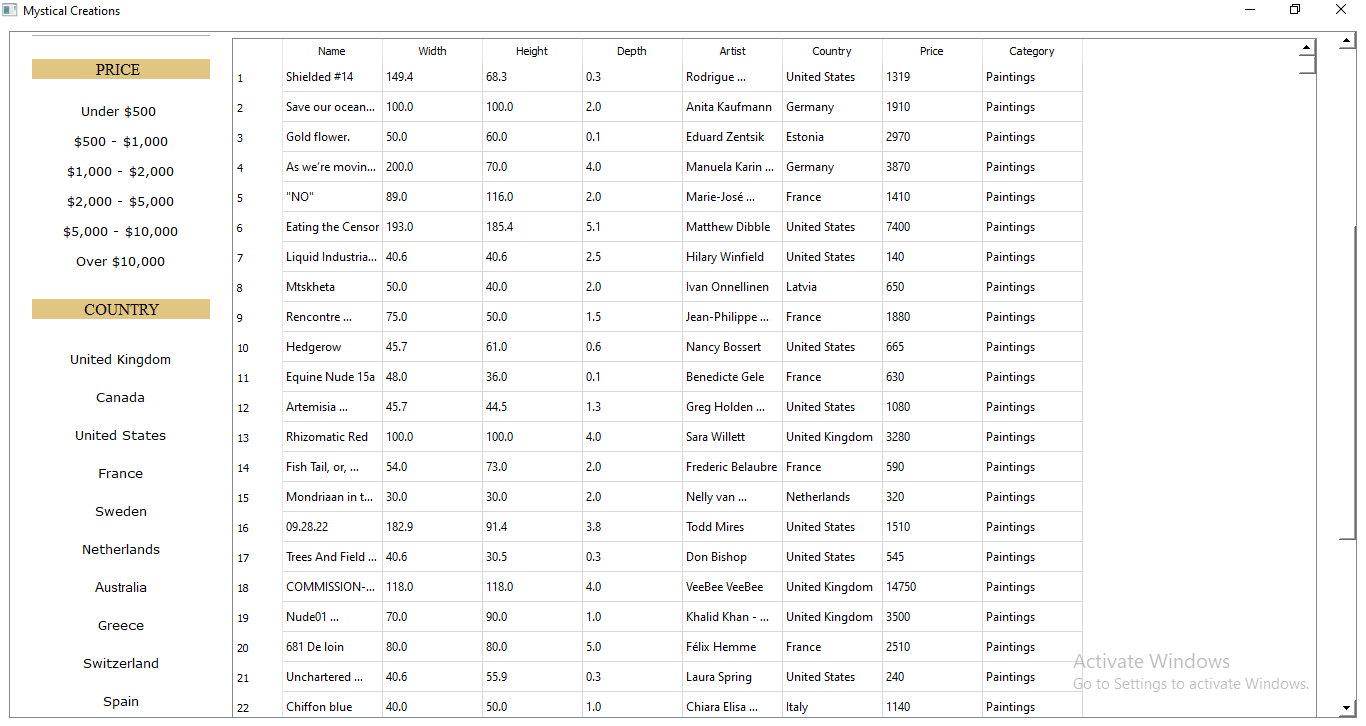 Mystical Creations
PRICE
Under $500
$500 - $1,000
$1,000 - $2,000
$2,000 - $5,000
$5,000 - $10,000
Over $10,000
COUNTRY
United Kingdom
Canada
United States
France
Sweden
Netherlands
Australia
Greece
Switzerland
Spain
Name Width Height Depth Artist Country Price Category
1 Shielded #14 149.4 68.3 0.3 Rodrigue ... United States 1319 Paintings
2 Save our ocean... 100.0 100.0 2.0 Anita Kaufmann Germany 1910 Paintings
3 Gold flower. 50.0 60.0 0.1 Eduard Zentsik Estonia 2970 Paintings
4 As we're movin... 200.0 70.0 4.0 Manuela Karin ... Germany 3870 Paintings
5 "NO" 89.0 116.0 2.0 Marie-José ... France 1410 Paintings
6 Eating the Censor 193.0 185.4 5.1 Matthew Dibble United States 7400 Paintings
7 Liquid Industria... 40.6 40.6 2.5 Hilary Winfield United States 140 Paintings
8 Mtskheta 50.0 40.0 2.0 Ivan Onnellinen Latvia 650 Paintings
9 Rencontre ... 75.0 50.0 1.5 Jean-Philippe ... France 1880 Paintings
10 Hedgerow 45.7 61.0 0.6 Nancy Bossert United States 665 Paintings
11 Equine Nude 15a 48.0 36.0 0.1 Benedicte Gele France 630 Paintings
12 Artemisia ... 45.7 44.5 1.3 Greg Holden ... United States 1080 Paintings
13 Rhizomatic Red 100.0 100.0 4.0 Sara Willett United Kingdom 3280 Paintings
14 Fish Tail, or, ... 54.0 73.0 2.0 Frederic Belaubre France 590 Paintings
15 Mondriaan in t... 30.0 30.0 2.0 Nelly van ... Netherlands 320 Paintings
16 09.28.22 182.9 91.4 3.8 Todd Mires United States 1510 Paintings
17 Trees And Field ... 40.6 30.5 0.3 Don Bishop United States 545 Paintings
18 COMMISSION-... 118.0 118.0 4.0 VeeBee VeeBee United Kingdom 14750 Paintings
19 Nude01 ... 70.0 90.0 1.0 Khalid Khan - ... United Kingdom 3500 Paintings
20 681 De loin 80.0 80.0 5.0 Félix Hemme France 2510 Paintings
21 Unchartered ... 40.6 55.9 0.3 Laura Spring United States 240 Paintings
22 Chiffon blue 40.0 50.0 1.0 Chiara Elisa ... Italy 1140 Paintings
Activate Windows
Go to Settings to activate Windows.